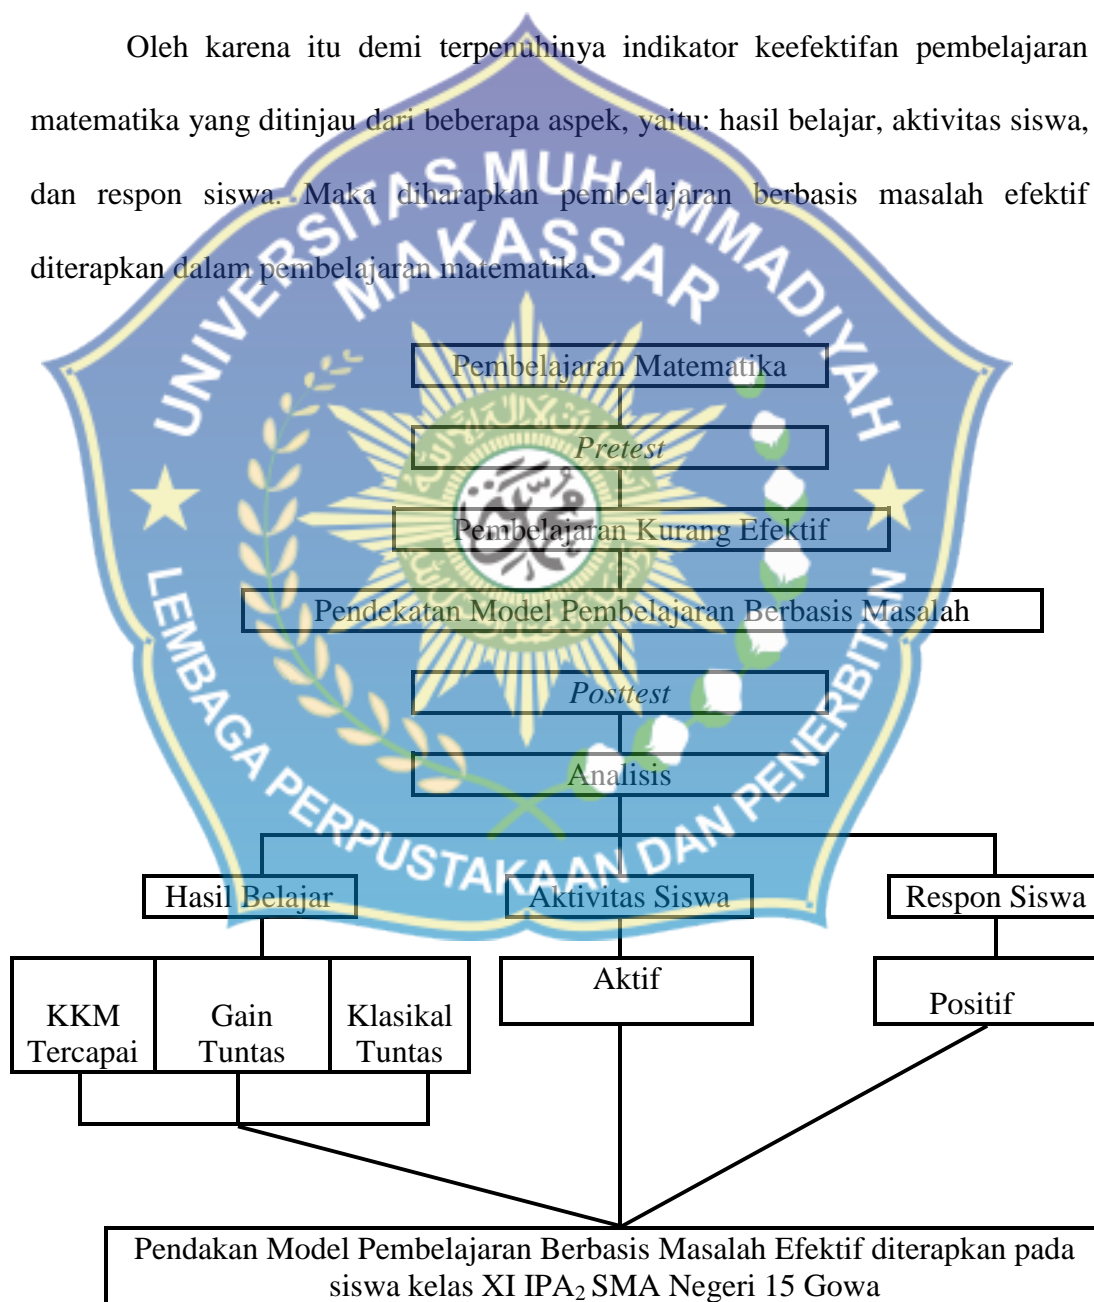 Oleh karena itu demi terpenuhinya indikator keefektifan pembelajaran
matematika yang ditinjau dari beberapa aspek, yaitu: hasil belajar, aktivitas siswa,
dan respon siswa. Maka diharapkan pembelajaran berbasis masalah efektif
diterapkan dalam pembelajaran matematika.
UNIVERSITAS MUHAMMADIYAH
MAKASSAR
LEMBAGA PERPUSTAKAAN DAN PENERBITAN
Pembelajaran Matematika
Pretest
Pembelajaran Kurang Efektif
Pendekatan Model Pembelajaran Berbasis Masalah
Posttest
Analisis
Hasil Belajar
Aktivitas Siswa
Respon Siswa
KKM
Tercapai
Gain
Tuntas
Klasikal
Tuntas
Aktif
Positif
Pendakan Model Pembelajaran Berbasis Masalah Efektif diterapkan pada
siswa kelas XI IPA₂ SMA Negeri 15 Gowa